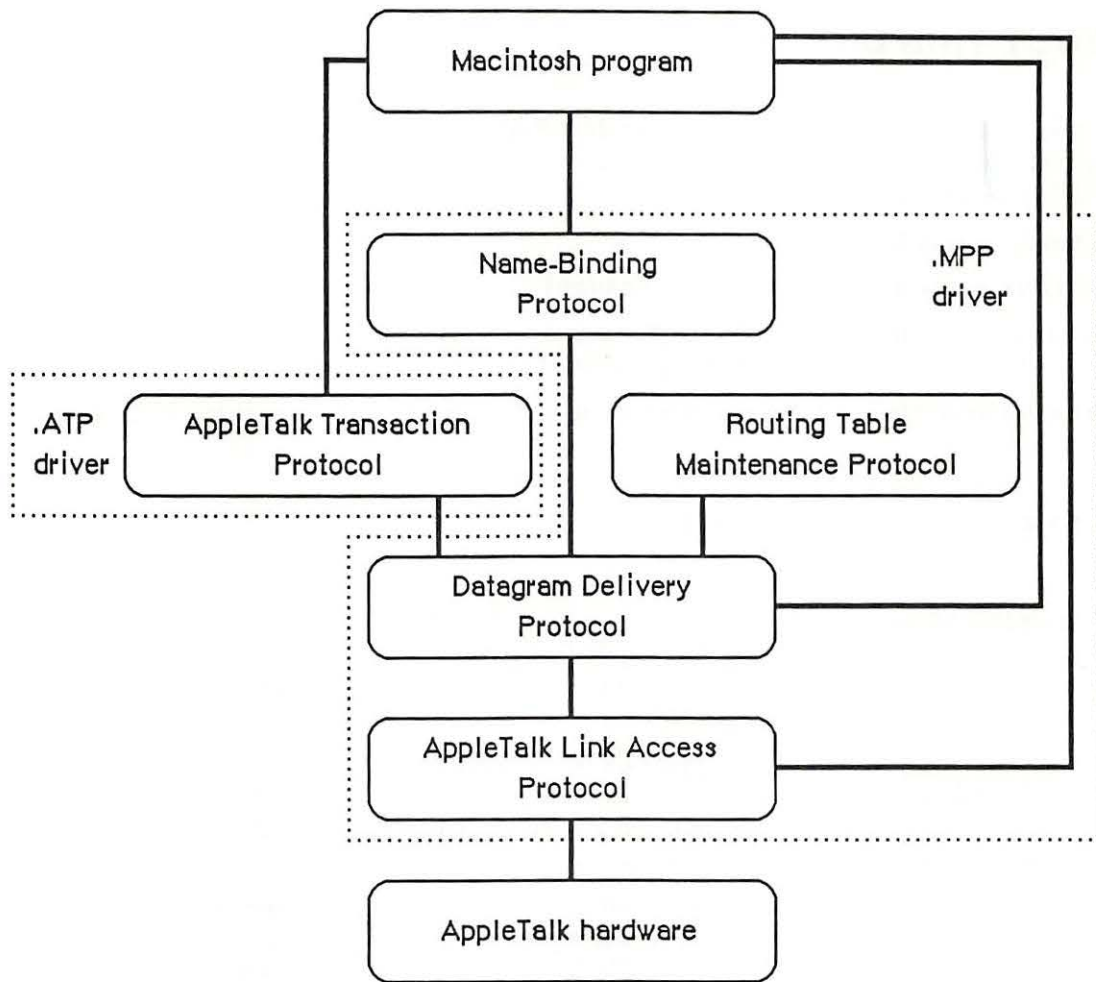 Macintosh program
Name-Binding
Protocol
.MPP
driver
.ATP
driver
AppleTalk Transaction
Protocol
Routing Table
Maintenance Protocol
Datagram Delivery
Protocol
AppleTalk Link Access
Protocol
AppleTalk hardware